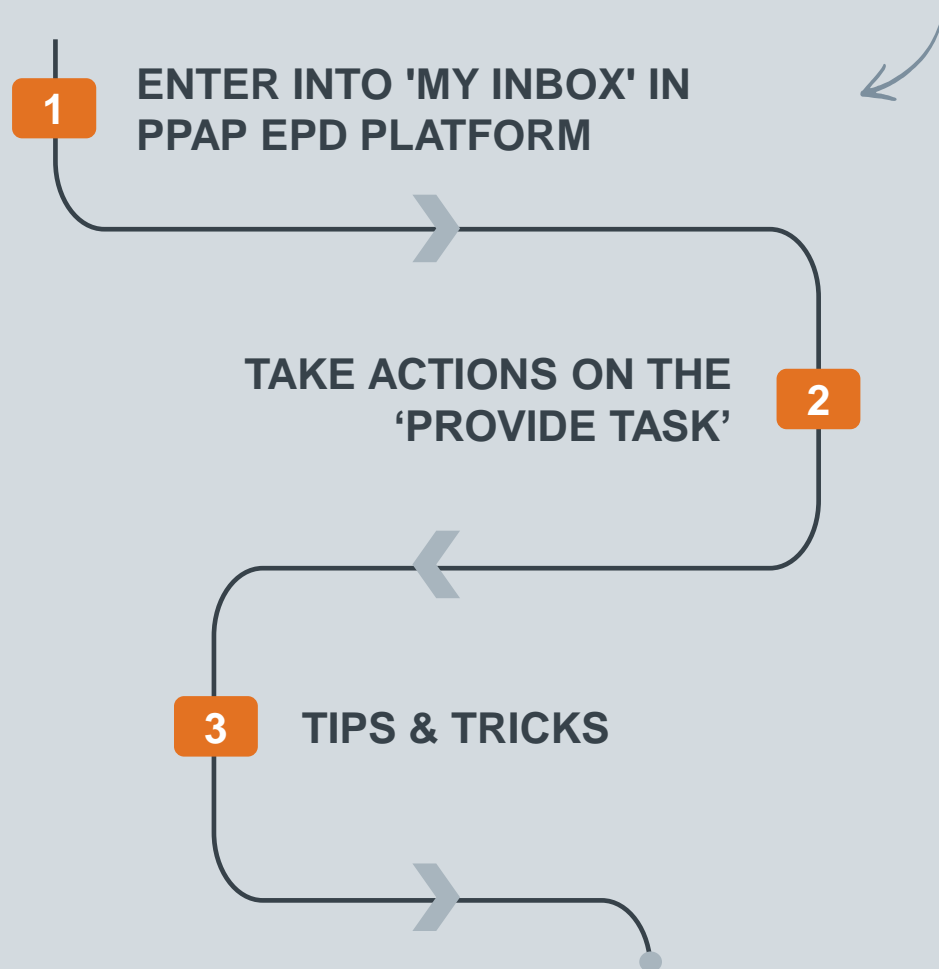 1
ENTER INTO 'MY INBOX' IN
PPAP EPD PLATFORM
TAKE ACTIONS ON THE
‘PROVIDE TASK’
2
3
TIPS & TRICKS